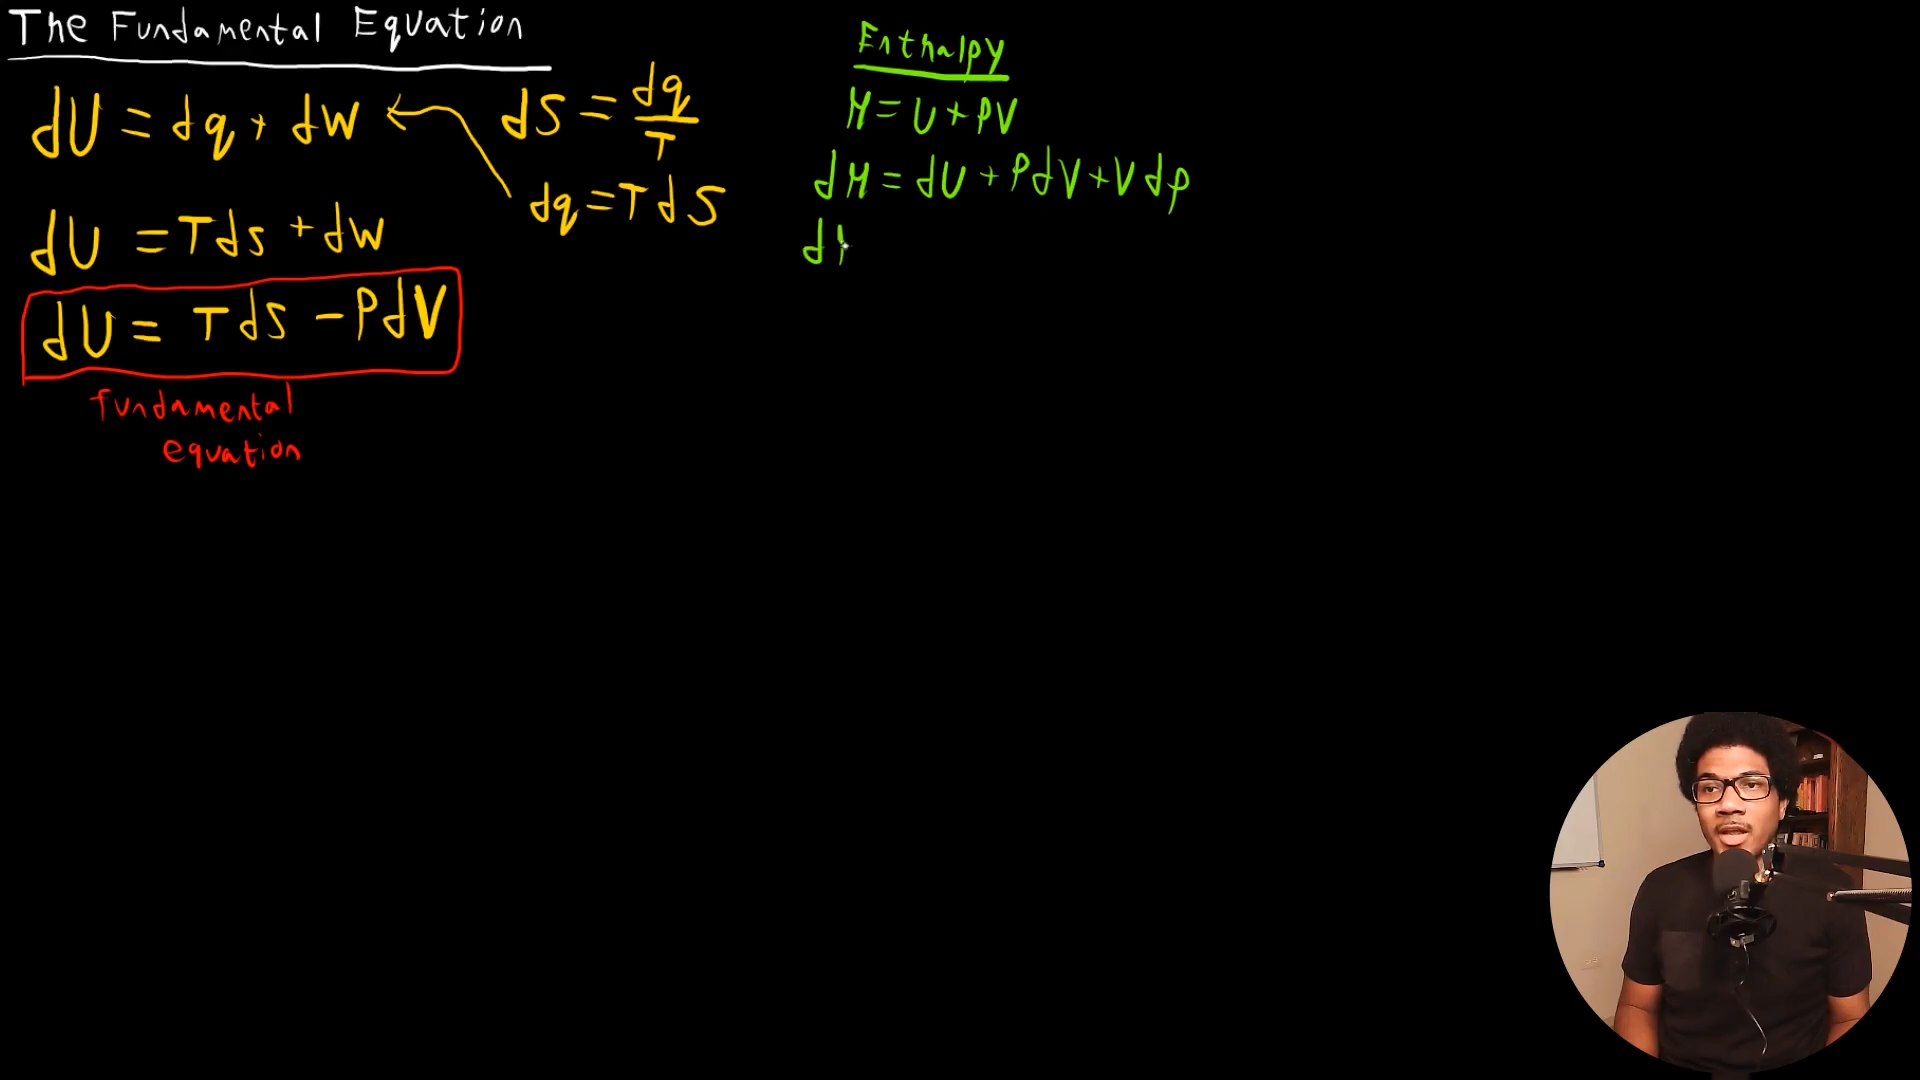 The Fundamental Equation
dU = dq + dW
dS = dq/T
dq = TdS
dU = Tds + dW
dU = TdS - PdV
fundamental
equation
Enthalpy
H = U + PV
dH = dU + PdV + Vdp
d